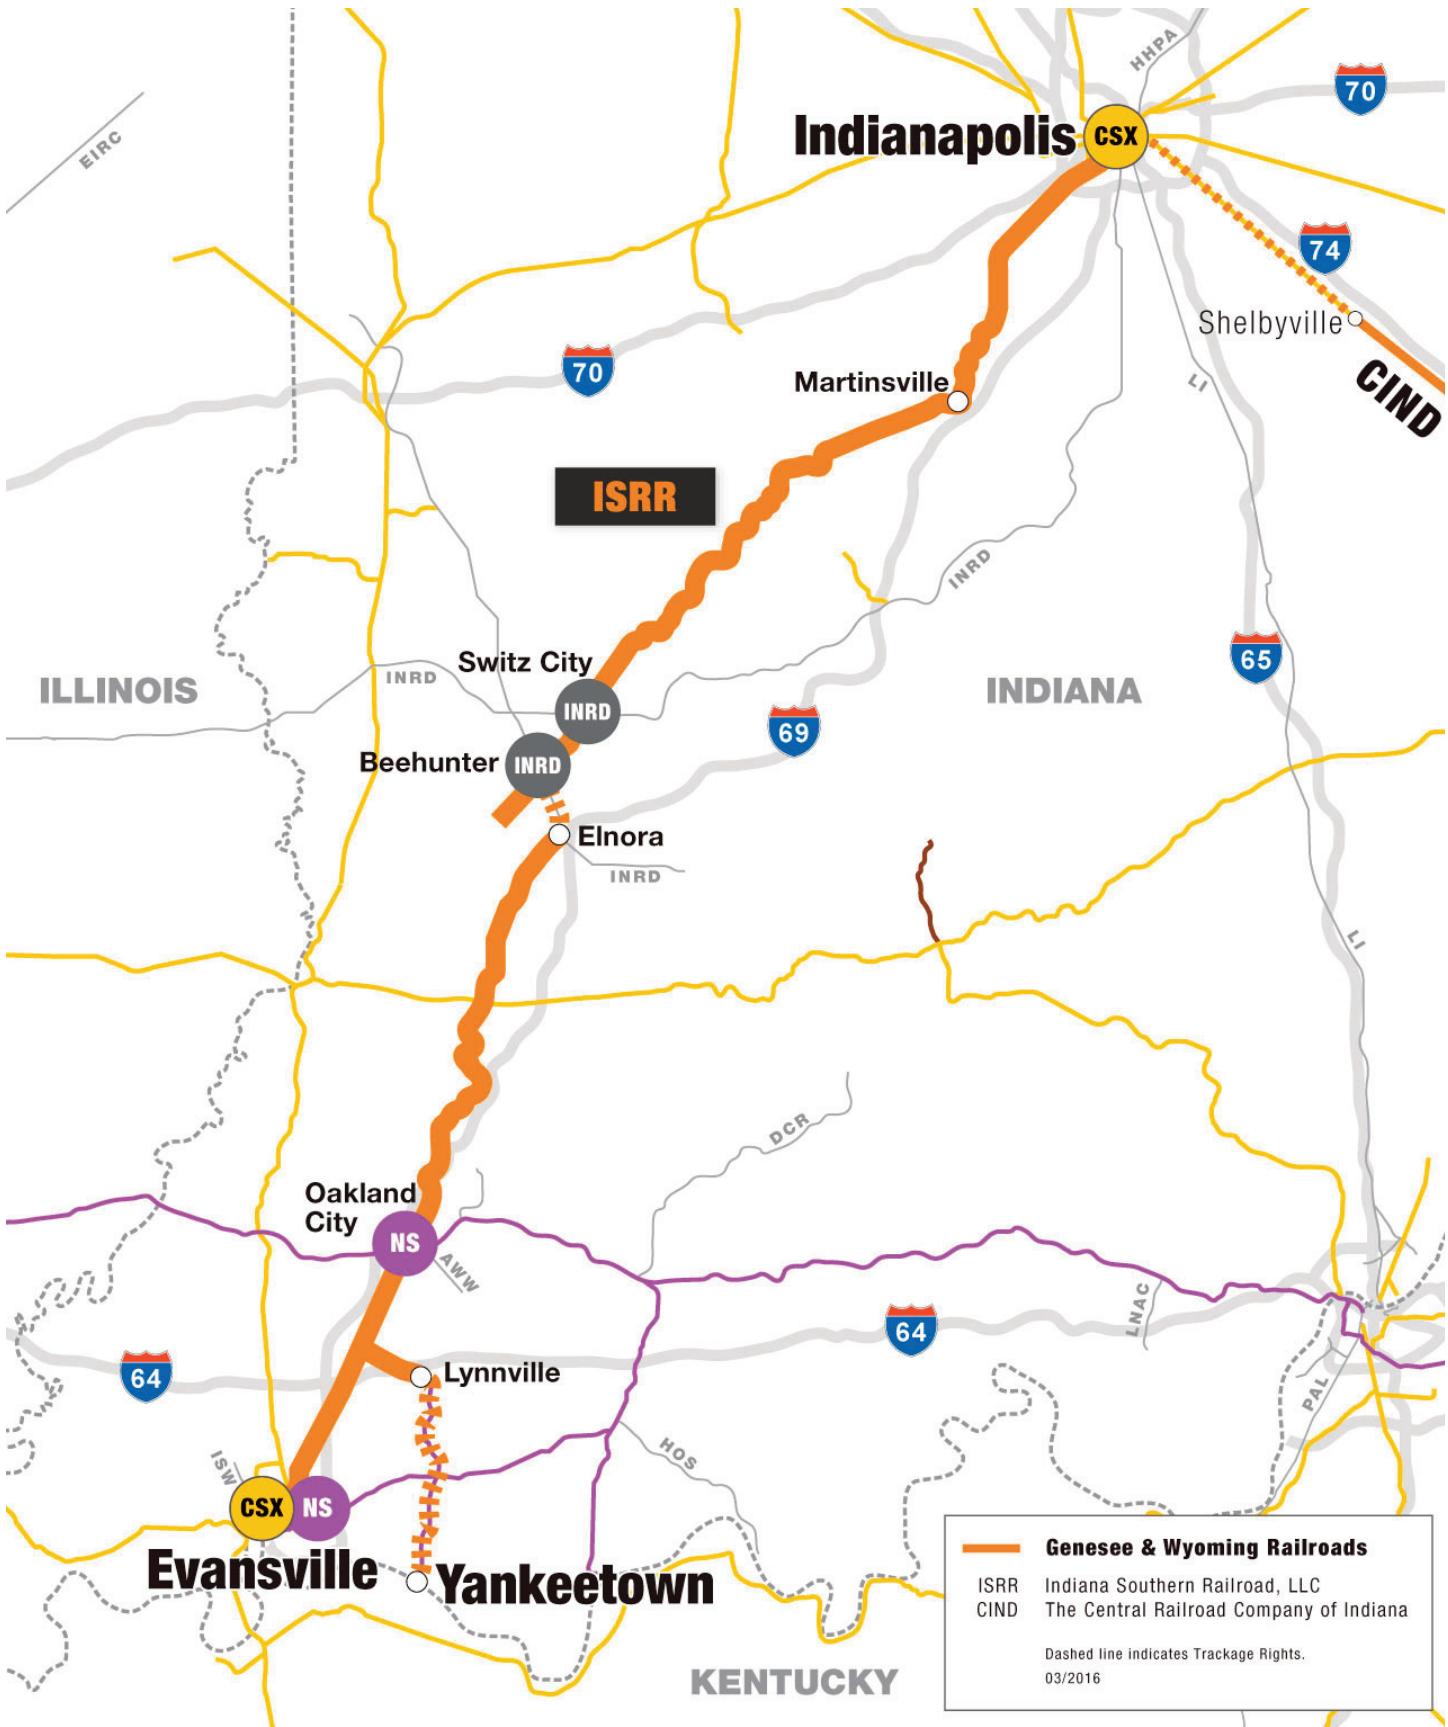 HHPA
70
Indianapolis
CSX
EIRC
74
Shelbyville
70
Martinsville
LI
CIND
ISRR
INRD
Switz City
65
ILLINOIS
INRD
INDIANA
INRD
69
Beehunter
INRD
Elnora
INRD
LI
DCR
Oakland
City
NS
AWW
LNAC
64
64
Lynnville
PAL
HOS
ISW
CSX
NS
Evansville
Yankeetown
KENTUCKY
Genesee & Wyoming Railroads
ISRR Indiana Southern Railroad, LLC
CIND The Central Railroad Company of Indiana
Dashed line indicates Trackage Rights.
03/2016